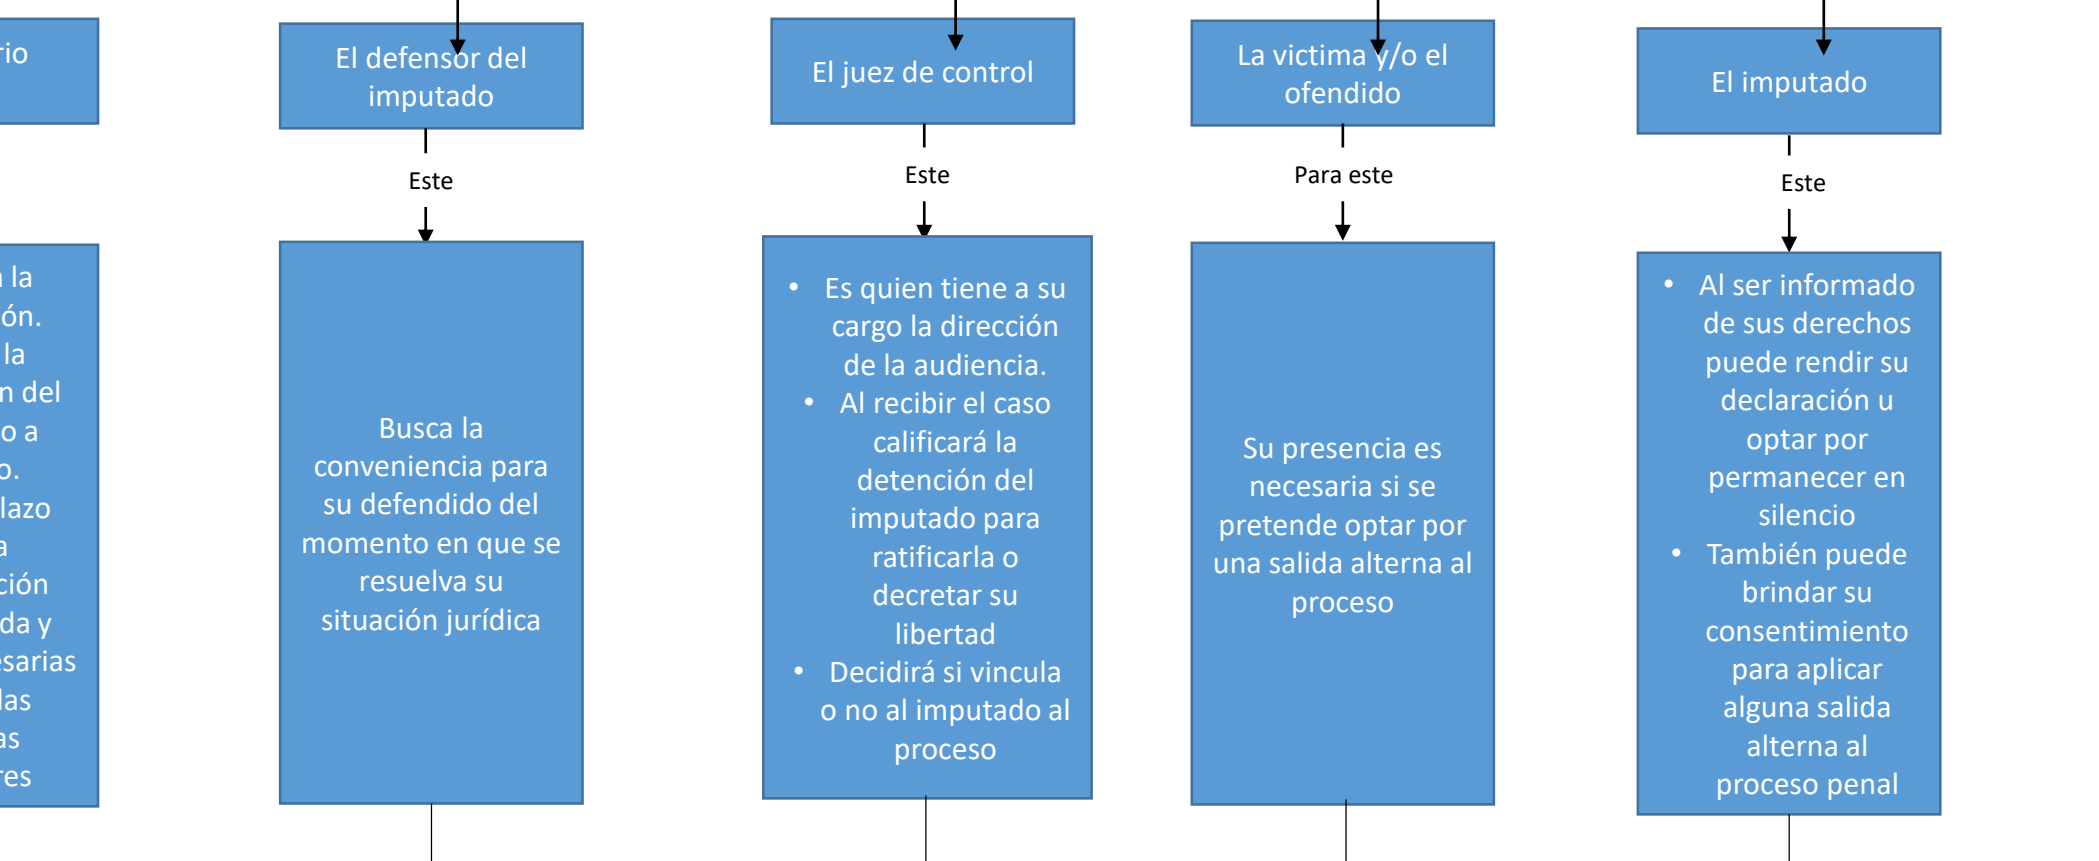 El defensor del
imputado
Este
Busca la
conveniencia para
su defendido del
momento en que se
resuelva su
situación jurídica
El juez de control
Este
• Es quien tiene a su
cargo la dirección
de la audiencia.
• Al recibir el caso
calificará la
detención del
imputado para
ratificarla o
decretar su
libertad
• Decidirá si vincula
o no al imputado al
proceso
La victima y/o el
ofendido
Para este
Su presencia es
necesaria si se
pretende optar por
una salida alterna al
proceso
El imputado
Este
• Al ser informado
de sus derechos
puede rendir su
declaración u
optar por
permanecer en
silencio
• También puede
brindar su
consentimiento
para aplicar
alguna salida
alterna al
proceso penal